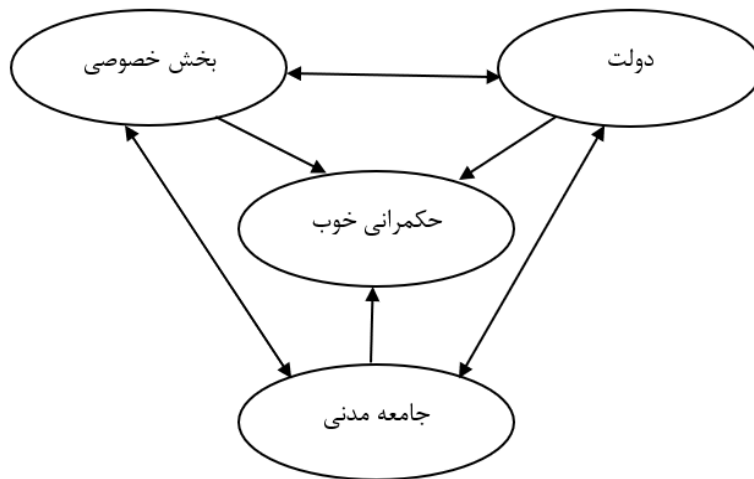 دولت
بخش خصوصی
حکمرانی خوب
جامعه مدنی